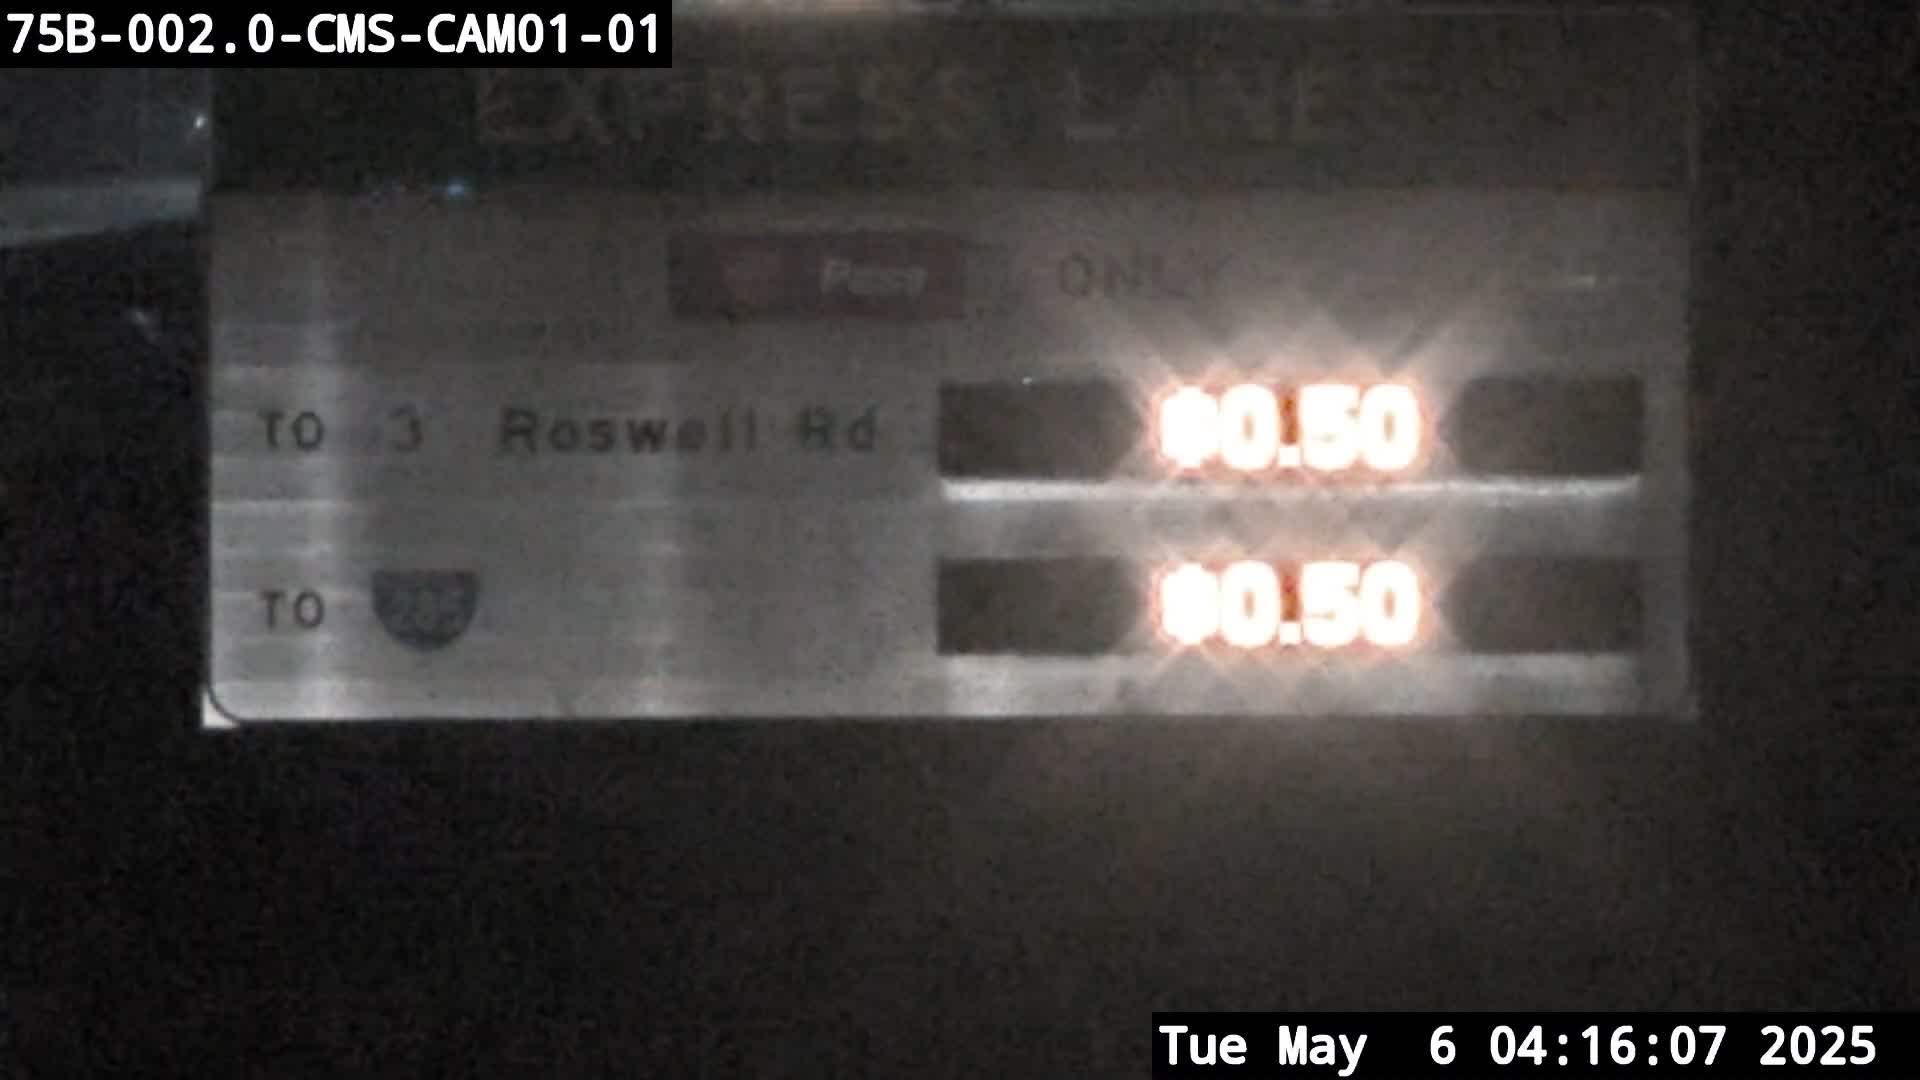 75B-002.0-CMS-CAM01-01
EXPRESS LANE
Pass ONLY
TO 3 Roswell Rd $0.50
TO $0.50
Tue May 6 04:16:07 2025